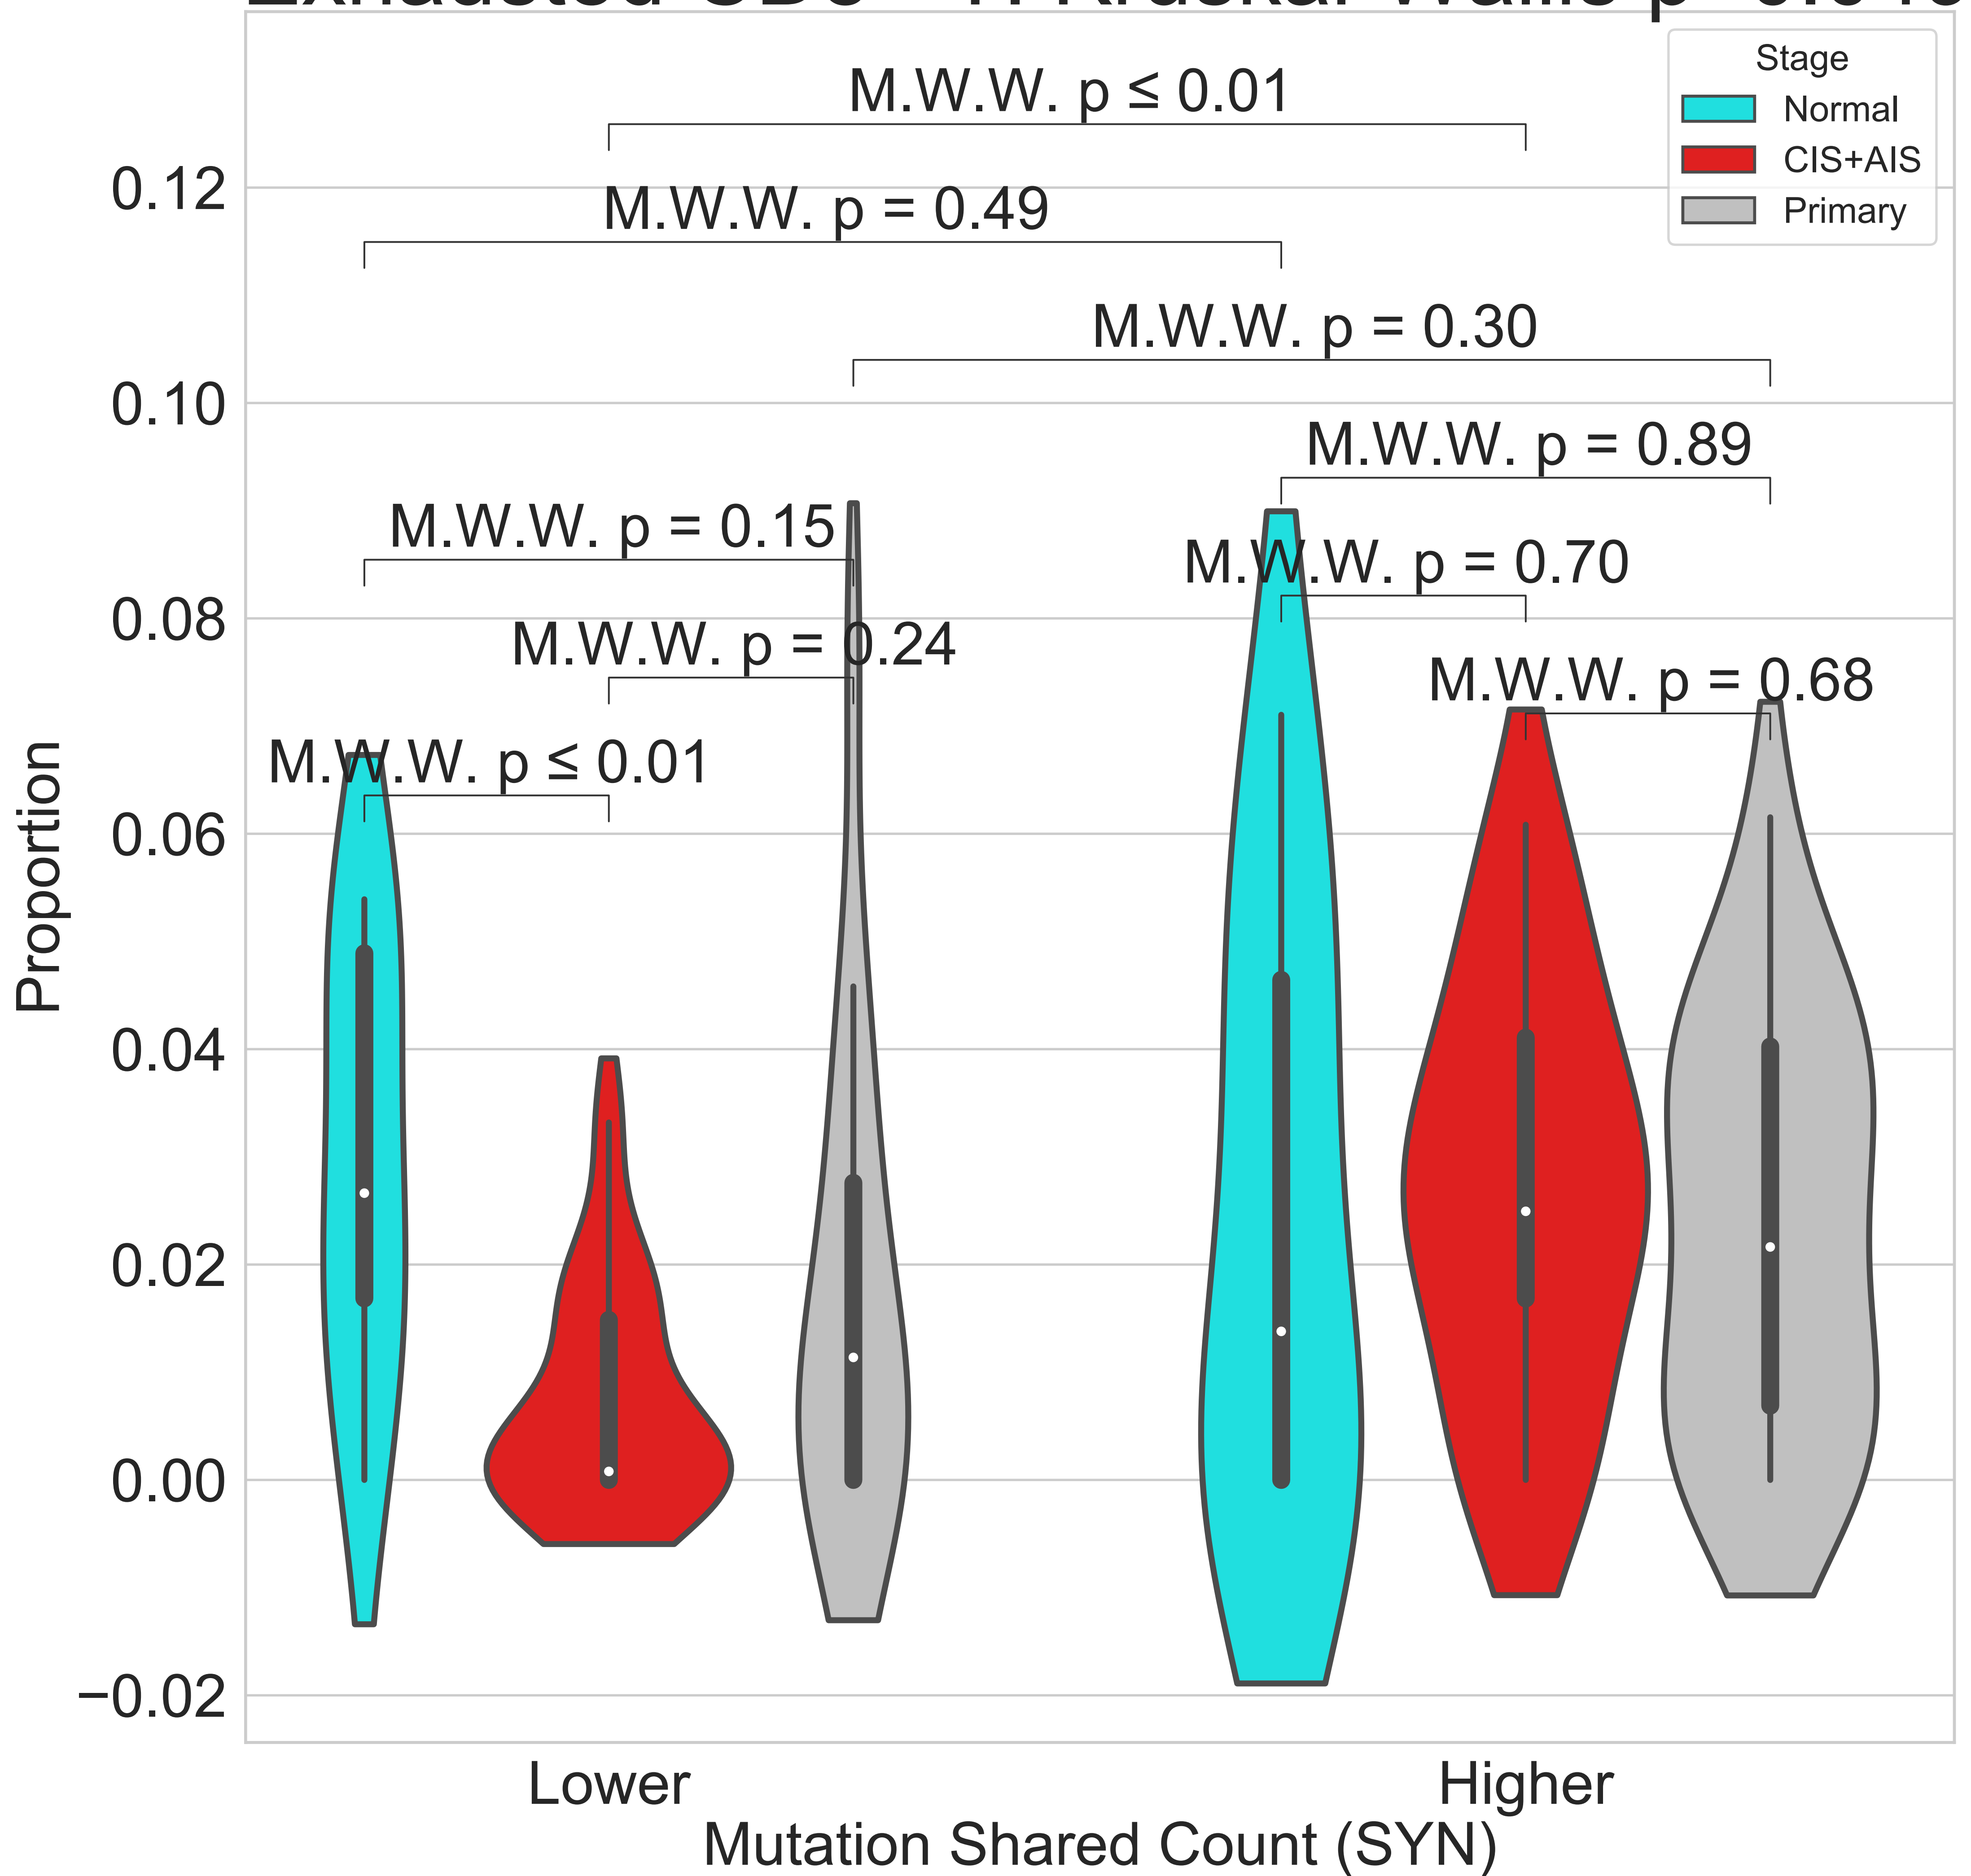 Stage
Normal
CIS+AIS
Primary
M.W.W. p ≤ 0.01
M.W.W. p = 0.49
M.W.W. p = 0.30
M.W.W. p = 0.89
M.W.W. p = 0.15
M.W.W. p = 0.70
M.W.W. p = 0.24
M.W.W. p = 0.68
M.W.W. p ≤ 0.01
0.12
0.10
0.08
0.06
0.04
0.02
0.00
−0.02
Proportion
Lower
Higher
Mutation Shared Count (SYN)